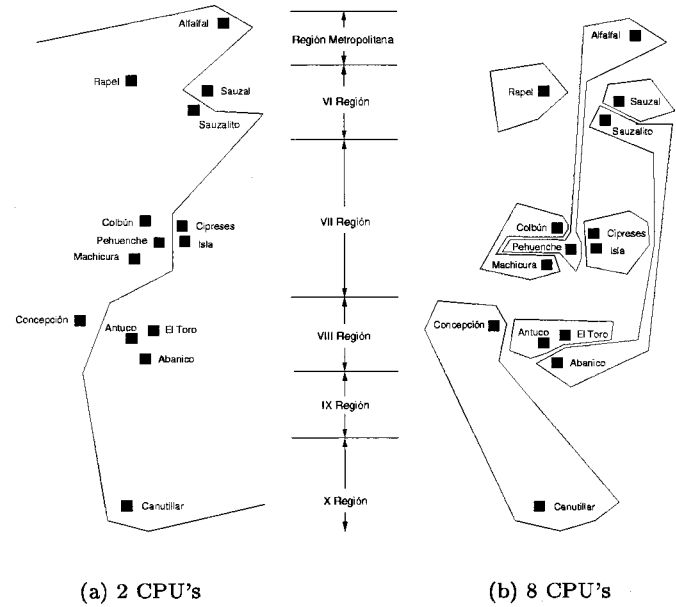 Alfalfal
Rapel
Sauzal
Sauzalito
Colbún
Cipreses
Pehuenche
Isla
Machicura
Concepción
Antuco
El Toro
Abanico
Canutillar
Región Metropolitana
VI Región
VII Región
VIII Región
IX Región
X Región
Alfalfal
Rapel
Sauzal
Sauzalito
Colbún
Cipreses
Pehuenche
Isla
Machicura
Concepción
Antuco
El Toro
Abanico
Canutillar
(a) 2 CPU's
(b) 8 CPU's